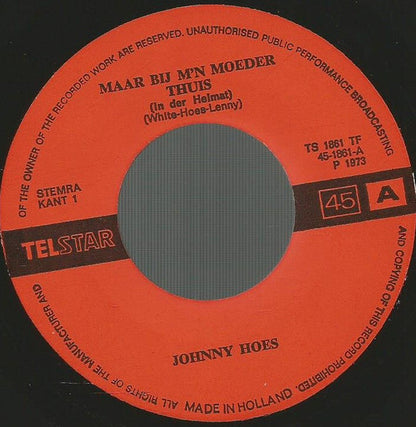 MAAR BIJ M'N MOEDER
THUIS
(In der Heimat)
(White-Hoes-Lenny)
TS 1861 TF
45-1861-A
P 1973
STEMRA
KANT 1
TELSTAR
45 A
JOHNNY HOES
ALL RIGHTS OF THE MANUFACTURER AND OF THE OWNER OF THE RECORDED WORK ARE RESERVED. UNAUTHORISED PUBLIC PERFORMANCE BROADCASTING AND COPYING OF THIS RECORD PROHIBITED.
MADE IN HOLLAND